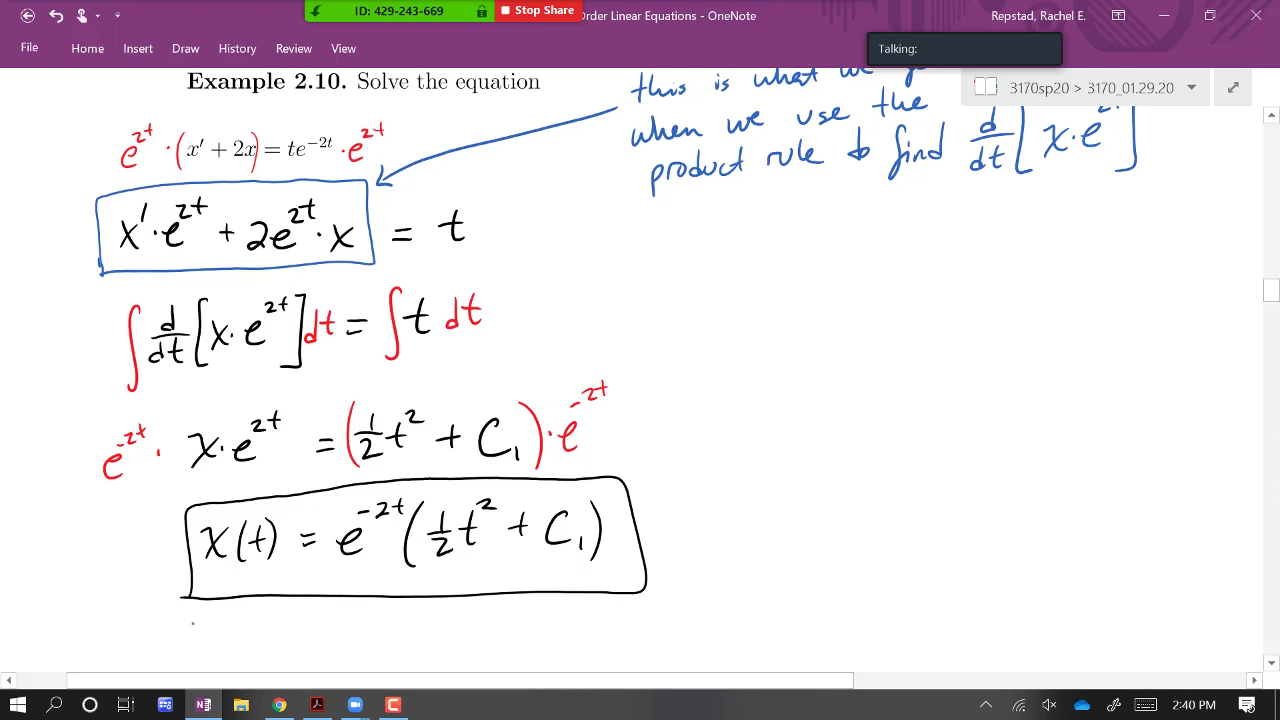 ID: 429-243-669
Stop Share
Order Linear Equations - OneNote
Repstad, Rachel E.
File Home Insert Draw History Review View
Talking:
3170sp20 > 3170_01.29.20
Example 2.10. Solve the equation
this is what we
when we use the
product rule to find d/dt [x·e^2t]
e^2t · (x′ + 2x) = te^−2t · e^2t
x′·e^2t + 2e^2t·x = t
∫ d/dt [x·e^2t] dt = ∫ t dt
e^-2t · x·e^2t = (1/2 t^2 + C₁)·e^-2t
x(t) = e^-2t (1/2 t^2 + C₁)
2:40 PM